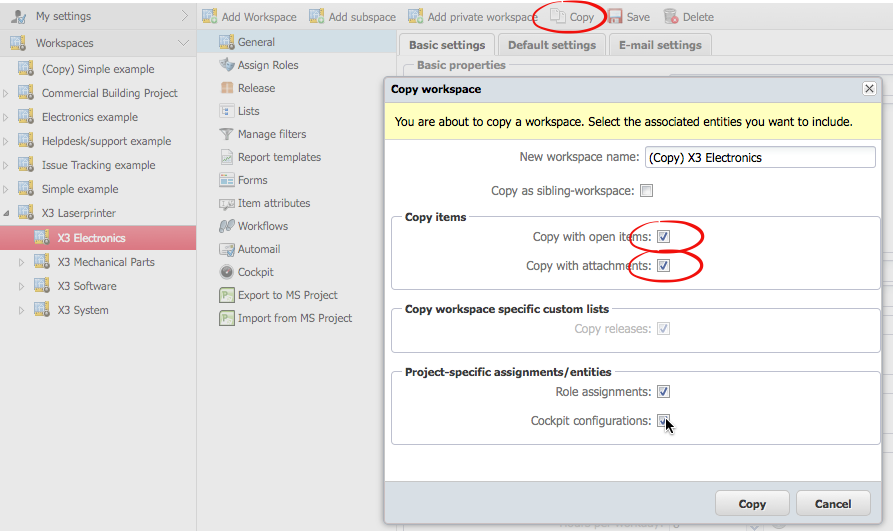 My settings
Workspaces
(Copy) Simple example
Commercial Building Project
Electronics example
Helpdesk/support example
Issue Tracking example
Simple example
X3 Laserprinter
X3 Electronics
X3 Mechanical Parts
X3 Software
X3 System
Add Workspace Add subspace Add private workspace Copy Save Delete
General
Assign Roles
Release
Lists
Manage filters
Report templates
Forms
Item attributes
Workflows
Automail
Cockpit
Export to MS Project
Import from MS Project
Basic settings Default settings E-mail settings
Basic properties
Copy workspace
You are about to copy a workspace. Select the associated entities you want to include.
New workspace name: (Copy) X3 Electronics
Copy as sibling-workspace:
Copy items
Copy with open items:
Copy with attachments:
Copy workspace specific custom lists
Copy releases:
Project-specific assignments/entities
Role assignments:
Cockpit configurations:
Copy Cancel